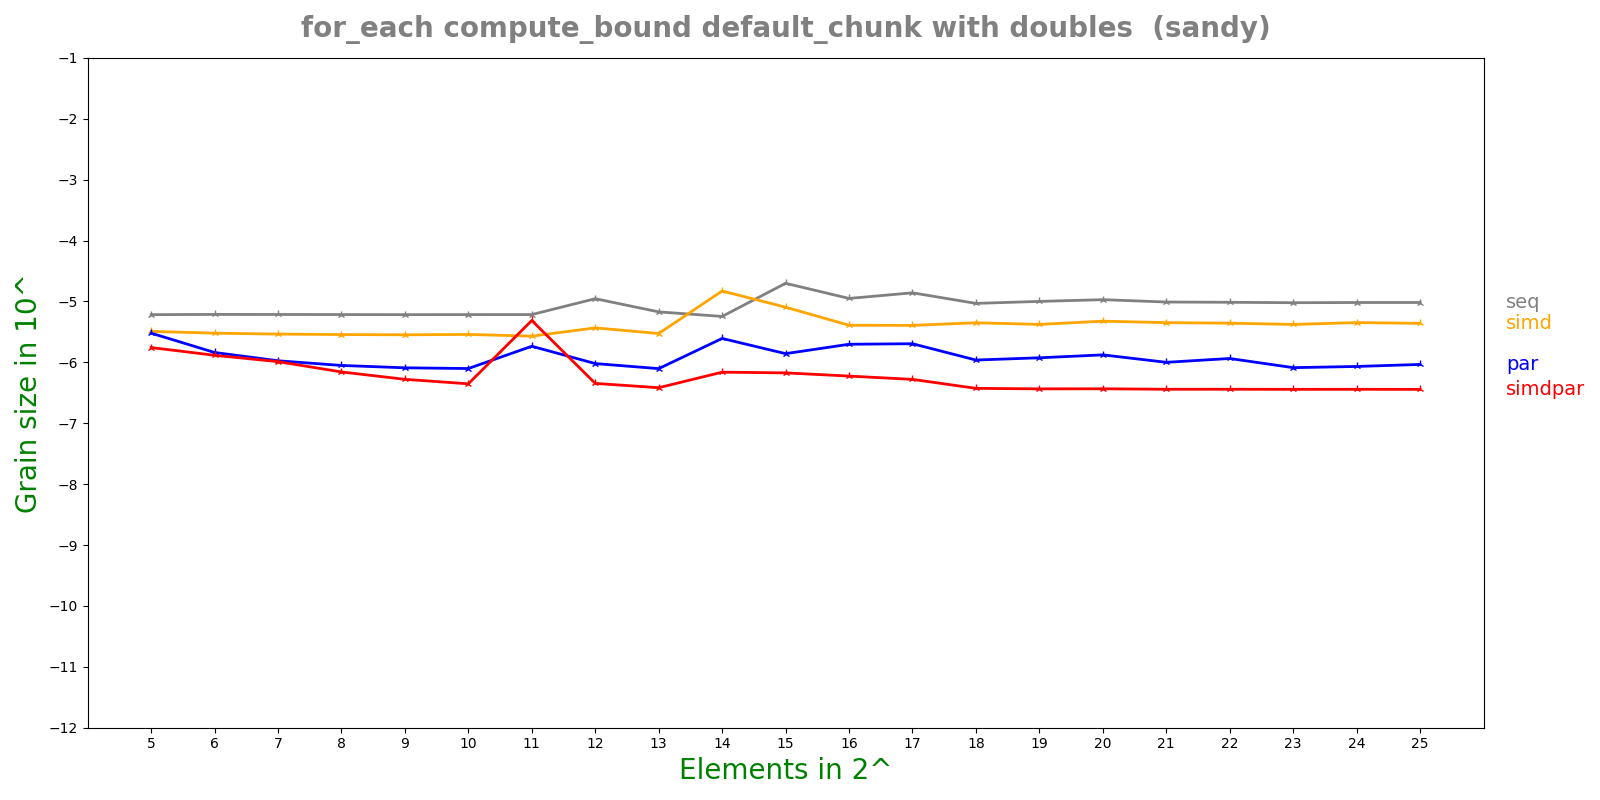 for_each compute_bound default_chunk with doubles  (sandy)
Grain size in 10^
−1
−2
−3
−4
−5
−6
−7
−8
−9
−10
−11
−12
seq
simd
par
simdpar
5 6 7 8 9 10 11 12 13 14 15 16 17 18 19 20 21 22 23 24 25
Elements in 2^